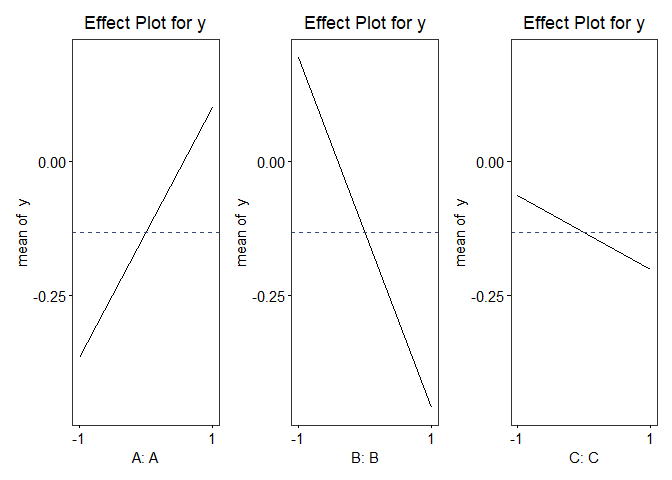 Effect Plot for y
mean of y
0.00
-0.25
-1
1
A: A
Effect Plot for y
mean of y
0.00
-0.25
-1
1
B: B
Effect Plot for y
mean of y
0.00
-0.25
-1
1
C: C